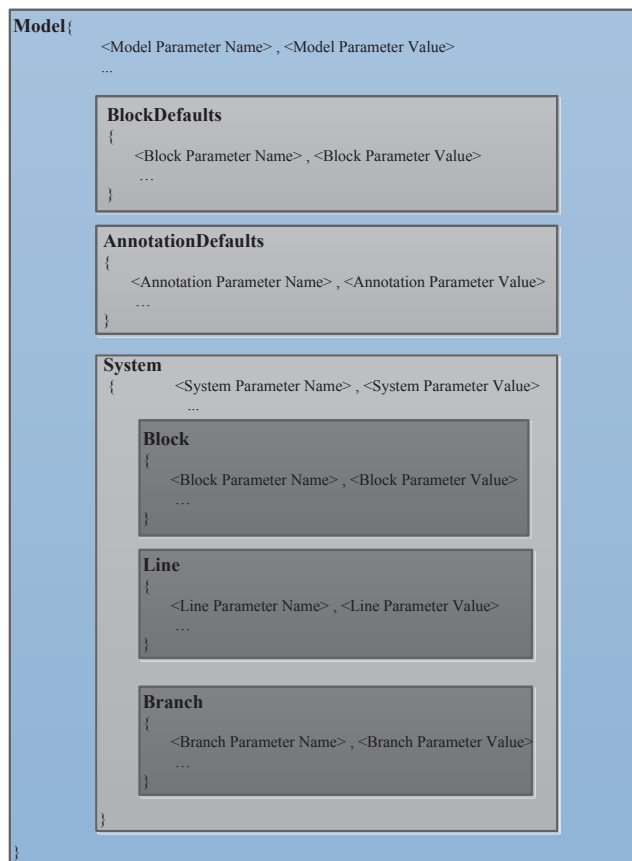 Model{
<Model Parameter Name> , <Model Parameter Value>
...
BlockDefaults
{
<Block Parameter Name> , <Block Parameter Value>
…
}
AnnotationDefaults
{
<Annotation Parameter Name> , <Annotation Parameter Value>
…
}
System
{ <System Parameter Name> , <System Parameter Value>
...
Block
{
<Block Parameter Name> , <Block Parameter Value>
…
}
Line
{
<Line Parameter Name> , <Line Parameter Value>
…
}
Branch
{
<Branch Parameter Name> , <Branch Parameter Value>
…
}
}
}